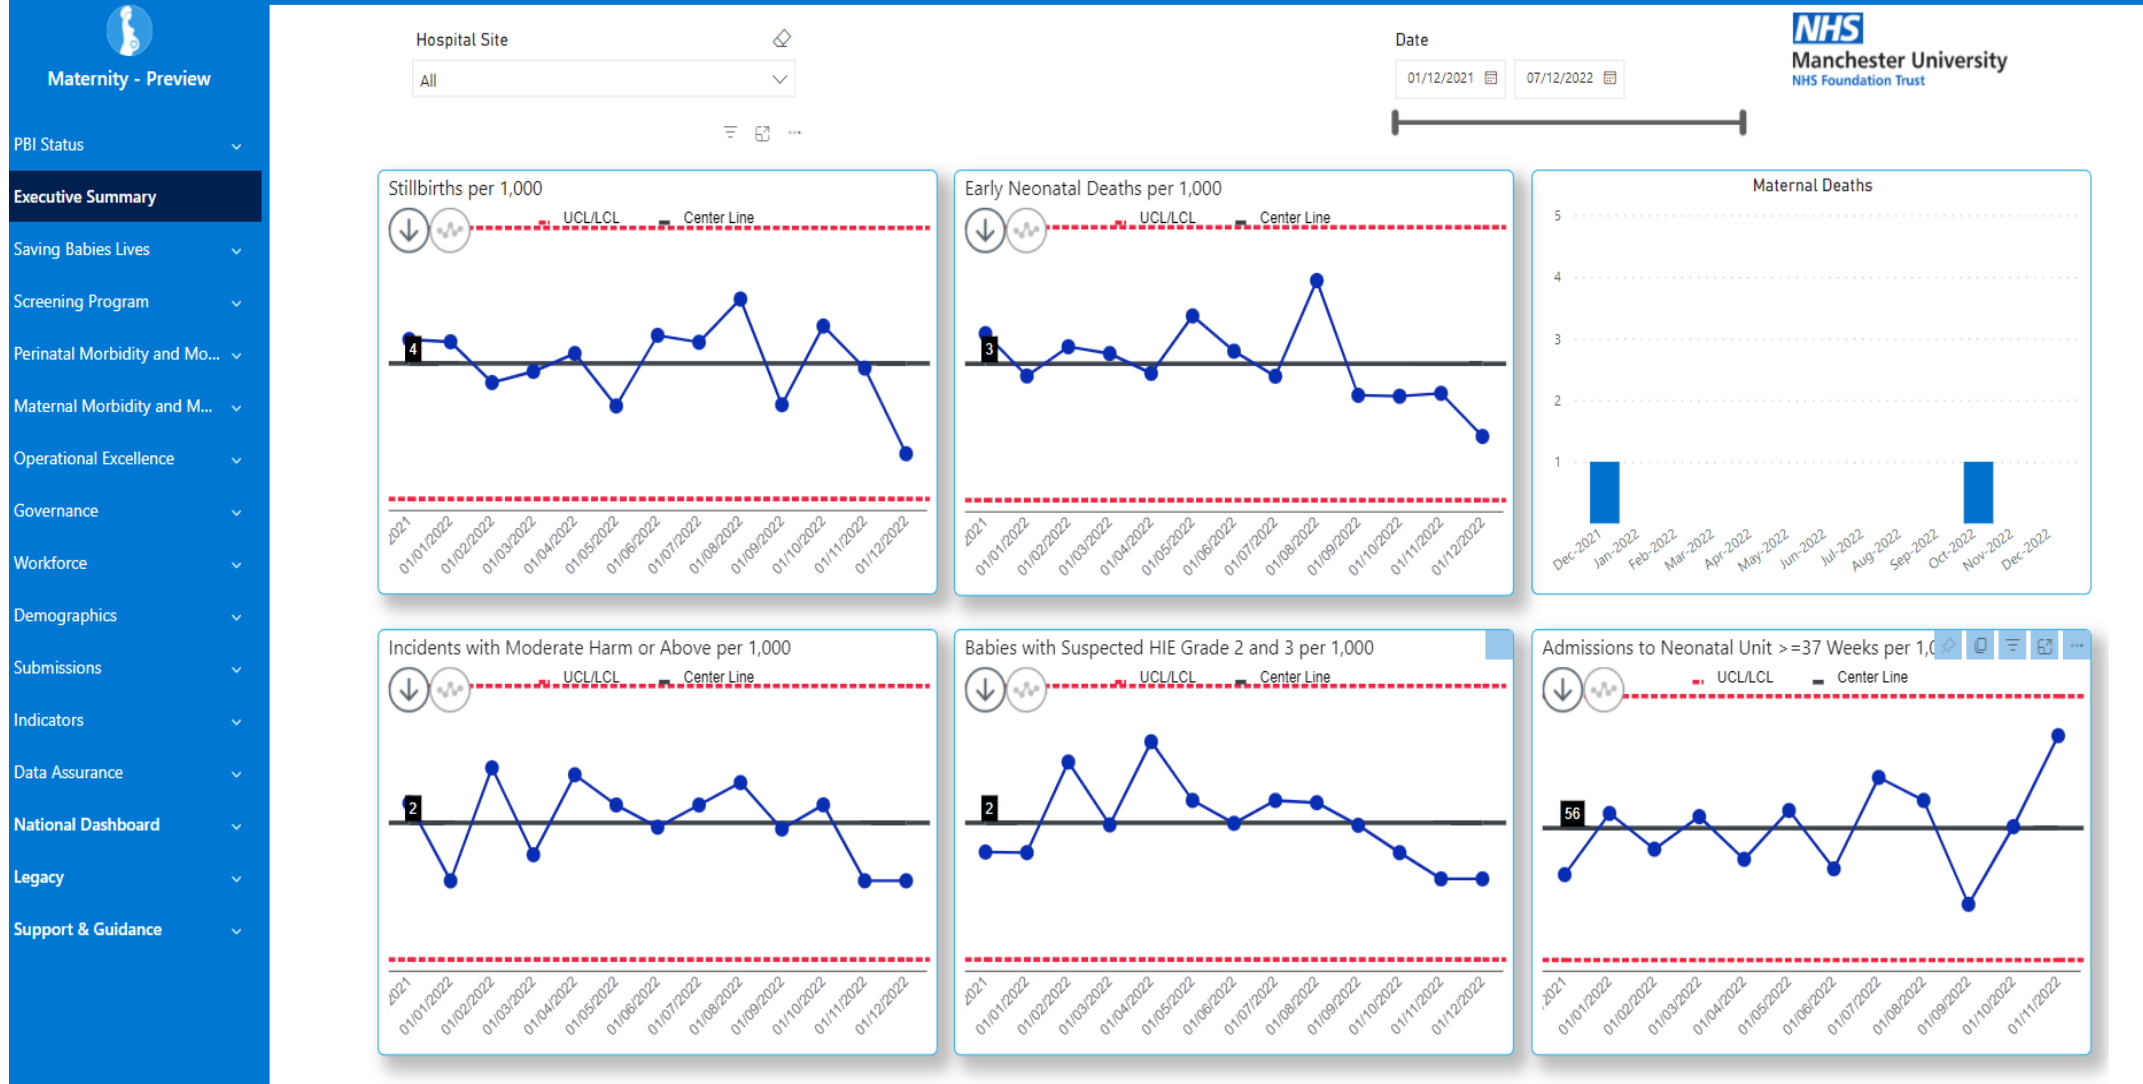 Maternity - Preview
PBI Status
Executive Summary
Saving Babies Lives
Screening Program
Perinatal Morbidity and Mo...
Maternal Morbidity and M...
Operational Excellence
Governance
Workforce
Demographics
Submissions
Indicators
Data Assurance
National Dashboard
Legacy
Support & Guidance
Hospital Site
All
Date
01/12/2021
07/12/2022
NHS
Manchester University
NHS Foundation Trust
Stillbirths per 1,000
UCL/LCL
Center Line
4
2021
01/01/2022
01/02/2022
01/03/2022
01/04/2022
01/05/2022
01/06/2022
01/07/2022
01/08/2022
01/09/2022
01/10/2022
01/11/2022
01/12/2022
Early Neonatal Deaths per 1,000
UCL/LCL
Center Line
3
2021
01/01/2022
01/02/2022
01/03/2022
01/04/2022
01/05/2022
01/06/2022
01/07/2022
01/08/2022
01/09/2022
01/10/2022
01/11/2022
01/12/2022
Maternal Deaths
5
4
3
2
1
Dec-2021
Jan-2022
Feb-2022
Mar-2022
Apr-2022
May-2022
Jun-2022
Jul-2022
Aug-2022
Sep-2022
Oct-2022
Nov-2022
Dec-2022
Incidents with Moderate Harm or Above per 1,000
UCL/LCL
Center Line
2
2021
01/01/2022
01/02/2022
01/03/2022
01/04/2022
01/05/2022
01/06/2022
01/07/2022
01/08/2022
01/09/2022
01/10/2022
01/11/2022
01/12/2022
Babies with Suspected HIE Grade 2 and 3 per 1,000
UCL/LCL
Center Line
2
2021
01/01/2022
01/02/2022
01/03/2022
01/04/2022
01/05/2022
01/06/2022
01/07/2022
01/08/2022
01/09/2022
01/10/2022
01/11/2022
01/12/2022
Admissions to Neonatal Unit >=37 Weeks per 1,0
UCL/LCL
Center Line
56
2021
01/01/2022
01/02/2022
01/03/2022
01/04/2022
01/05/2022
01/06/2022
01/07/2022
01/08/2022
01/09/2022
01/10/2022
01/11/2022